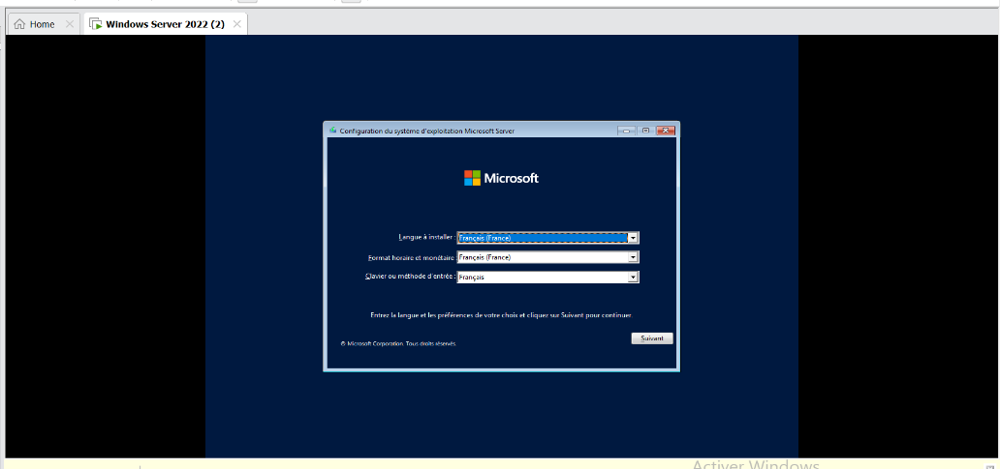 Home
Windows Server 2022 (2)
Configuration du système d'exploitation Microsoft Server
Microsoft
Langue à installer : Français (France)
Format horaire et monétaire : Français (France)
Clavier ou méthode d'entrée : Français
Entrez la langue et les préférences de votre choix et cliquez sur Suivant pour continuer.
Suivant
© Microsoft Corporation. Tous droits réservés.
Activer Windows